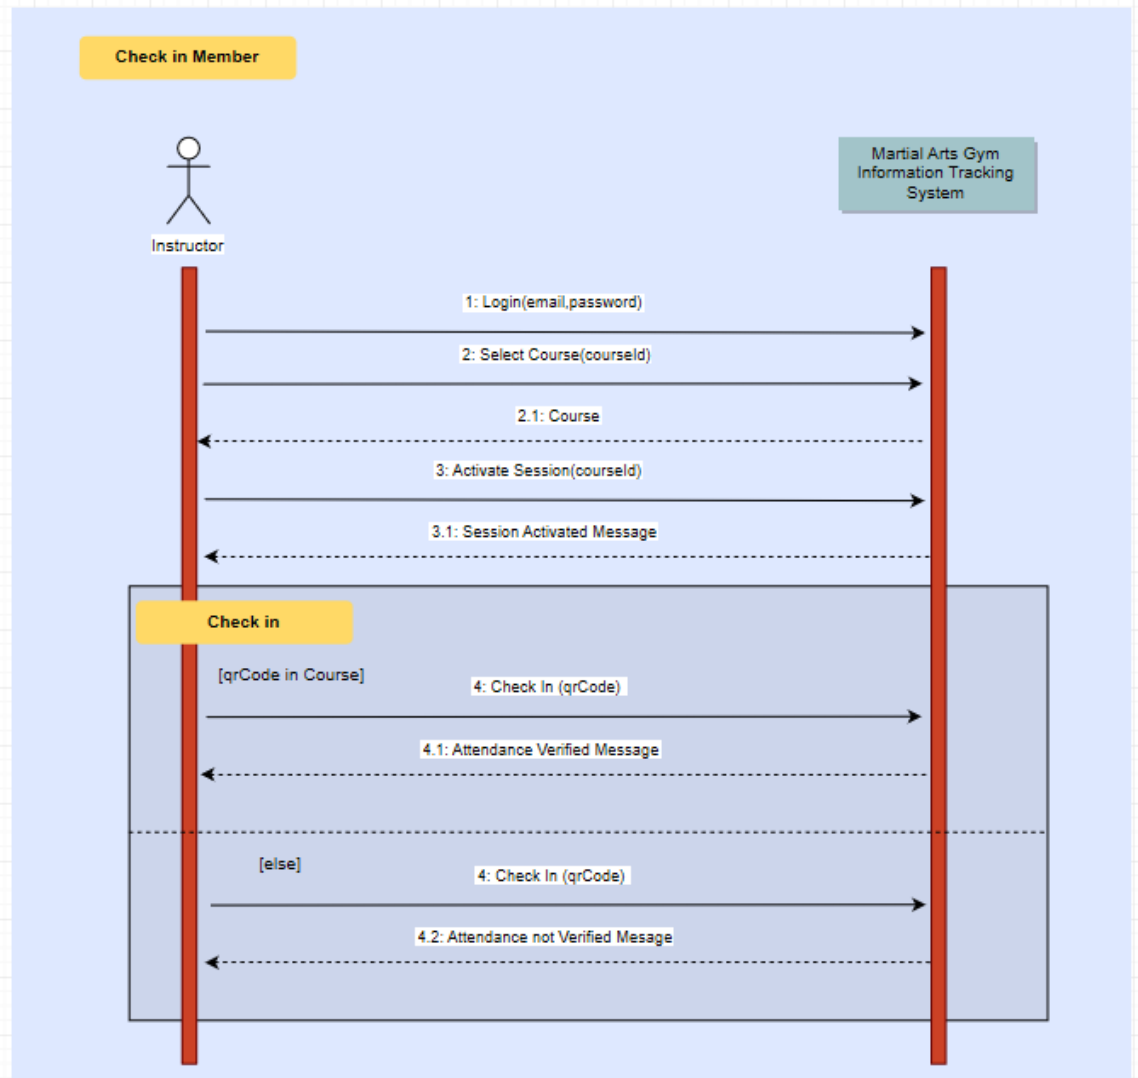 Check in Member
Martial Arts Gym
Information Tracking
System
Instructor
1: Login(email,password)
2: Select Course(courseId)
2.1: Course
3: Activate Session(courseId)
3.1: Session Activated Message
Check in
[qrCode in Course]
4: Check In (qrCode)
4.1: Attendance Verified Message
[else]
4: Check In (qrCode)
4.2: Attendance not Verified Mesage